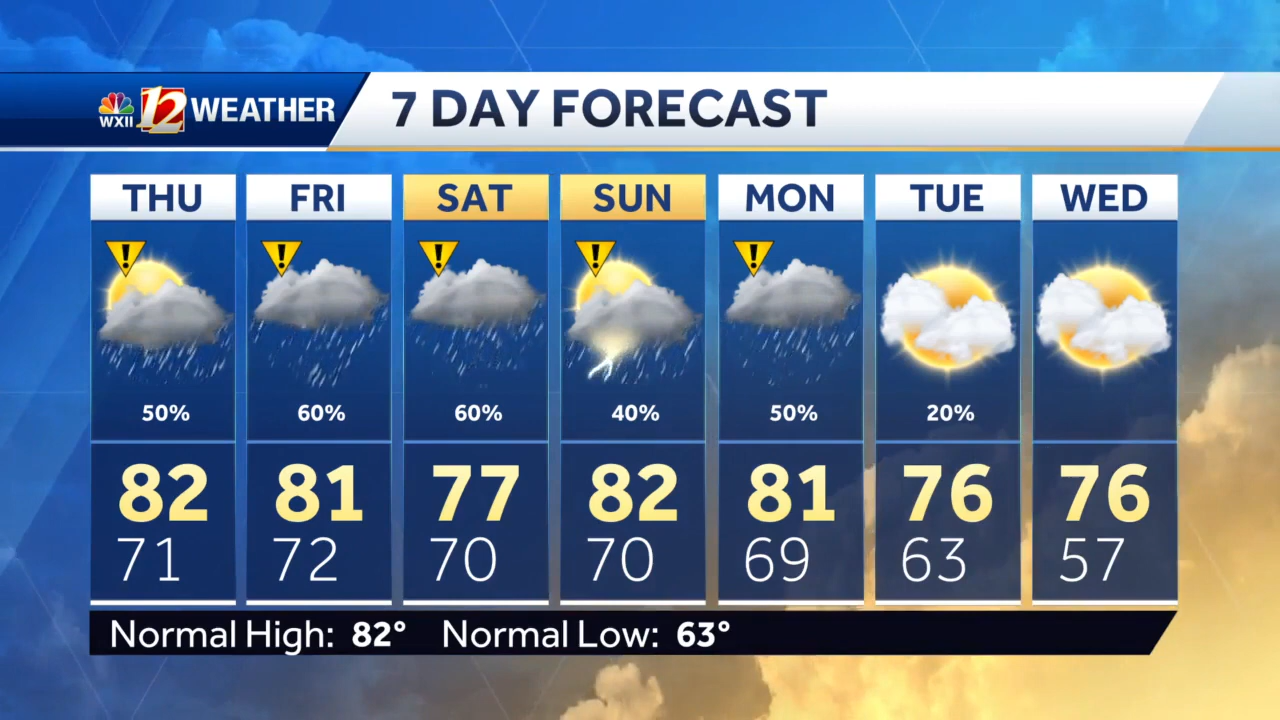 WXII 12 WEATHER
7 DAY FORECAST
THU FRI SAT SUN MON TUE WED
! ! ! ! !
50% 60% 60% 40% 50% 20%
82 81 77 82 81 76 76
71 72 70 70 69 63 57
Normal High: 82° Normal Low: 63°